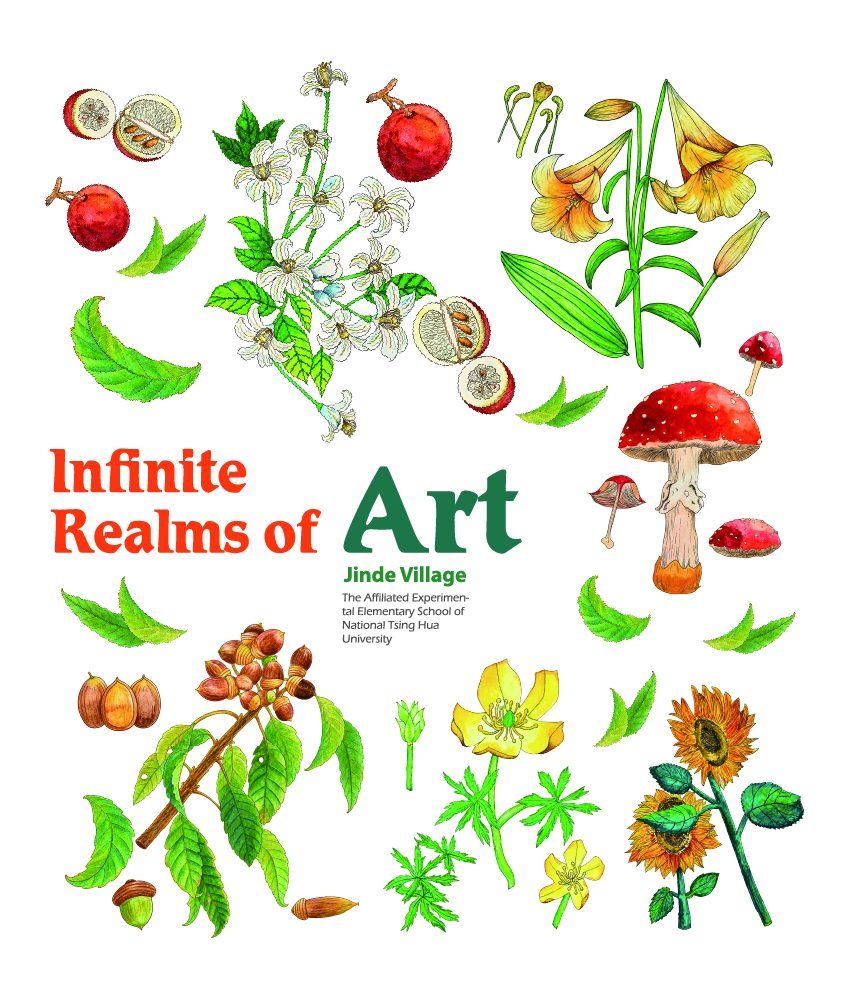 Infinite
Realms of Art
Jinde Village
The Affiliated Experimen-
tal Elementary School of
National Tsing Hua
University